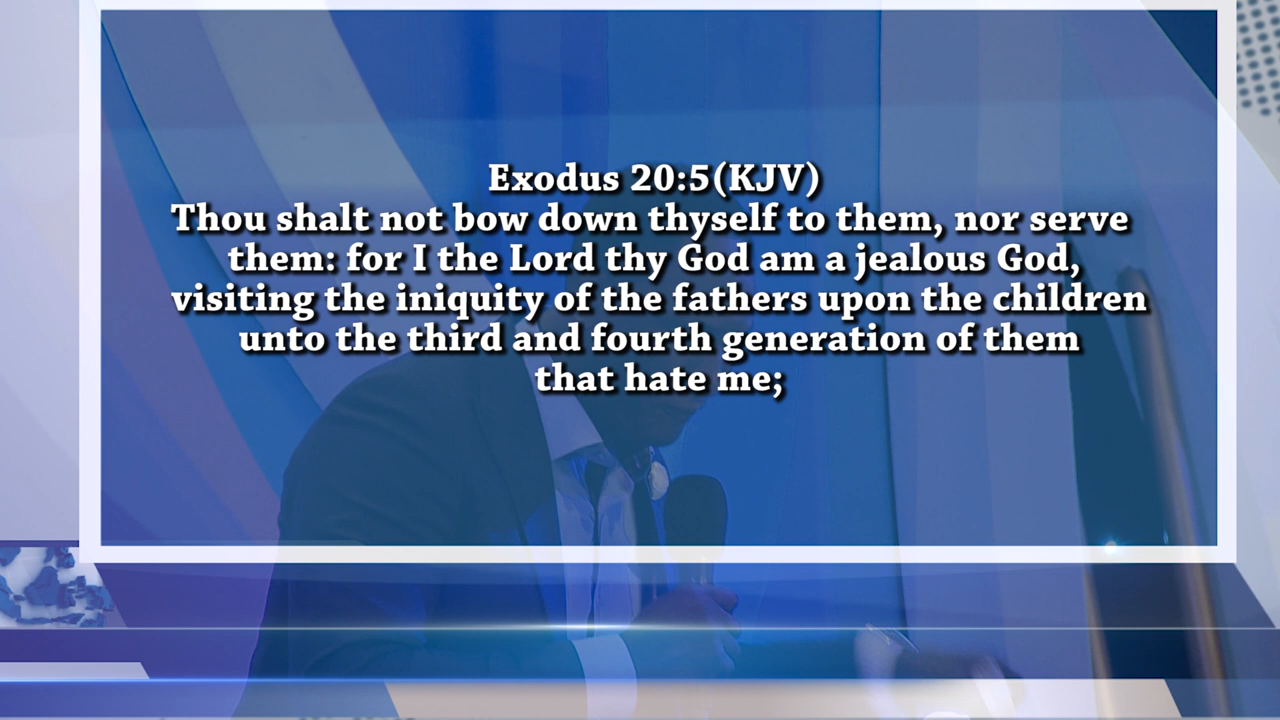 Exodus 20:5(KJV)
Thou shalt not bow down thyself to them, nor serve
them: for I the Lord thy God am a jealous God,
visiting the iniquity of the fathers upon the children
unto the third and fourth generation of them
that hate me;